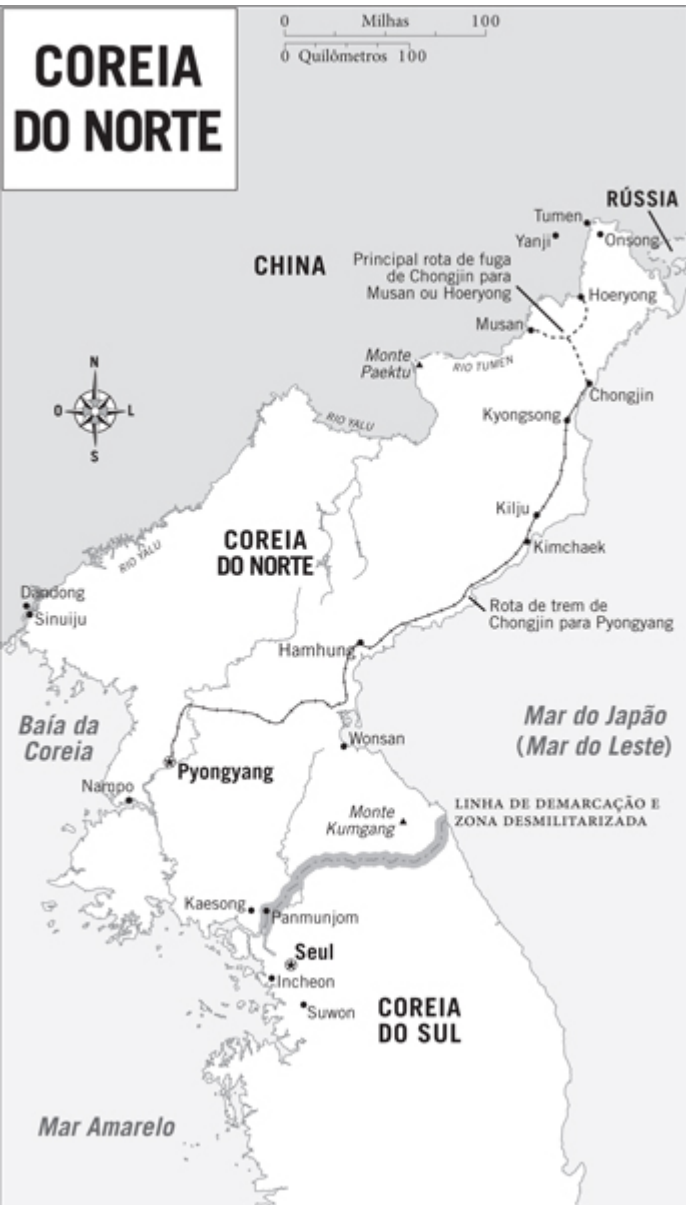 COREIA
DO NORTE
0 Milhas 100
0 Quilômetros 100
RÚSSIA
Tumen
Yanji
Onsong
CHINA
Principal rota de fuga
de Chongjin para
Musan ou Hoeryong
Hoeryong
Musan
Monte
Paektu
RIO TUMEN
N
O
L
S
Chongjin
RIO YALU
Kyongsong
Kilju
COREIA
DO NORTE
Kimchaek
RIO YALU
Dandong
Sinuiju
Rota de trem de
Chongjin para Pyongyang
Hamhung
Baía da
Coreia
Mar do Japão
(Mar do Leste)
Wonsan
Pyongyang
Nampo
Monte
Kumgang
LINHA DE DEMARCAÇÃO E
ZONA DESMILITARIZADA
Kaesong
Panmunjom
Seul
Incheon
Suwon
COREIA
DO SUL
Mar Amarelo